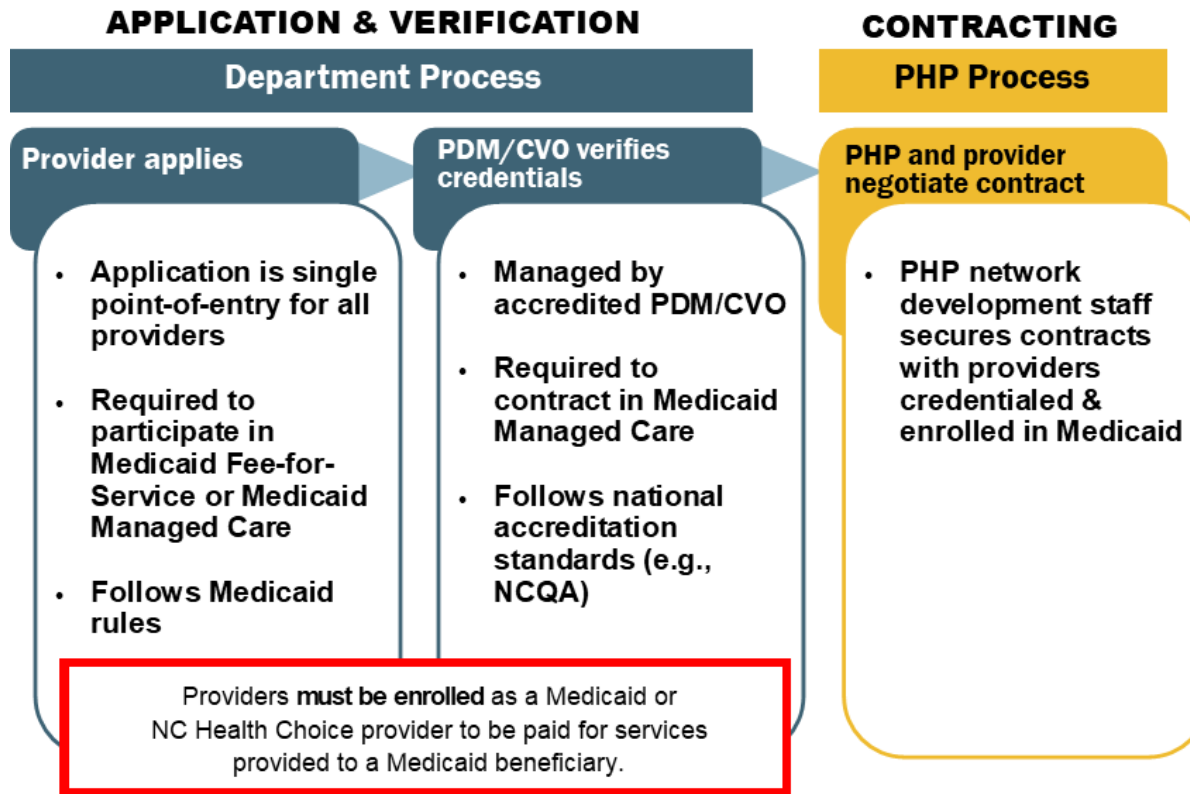 APPLICATION & VERIFICATION
Department Process
Provider applies
• Application is single
point-of-entry for all
providers
• Required to
participate in
Medicaid Fee-for-
Service or Medicaid
Managed Care
• Follows Medicaid
rules
PDM/CVO verifies
credentials
• Managed by
accredited PDM/CVO
• Required to
contract in Medicaid
Managed Care
• Follows national
accreditation
standards (e.g.,
NCQA)
Providers must be enrolled as a Medicaid or
NC Health Choice provider to be paid for services
provided to a Medicaid beneficiary.
CONTRACTING
PHP Process
PHP and provider
negotiate contract
• PHP network
development staff
secures contracts
with providers
credentialed &
enrolled in Medicaid